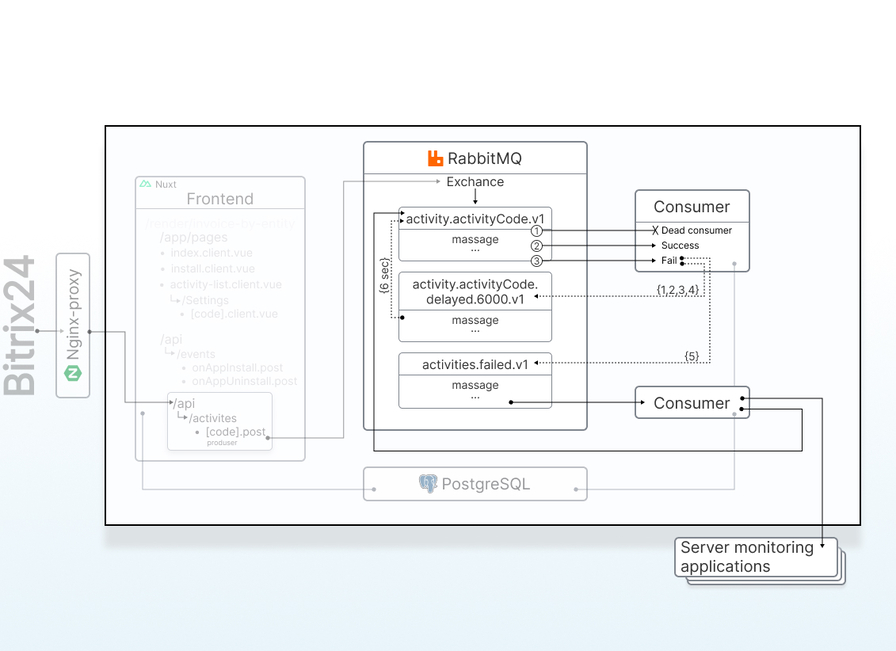 Bitrix24
Nginx-proxy
Nuxt
Frontend
/app/pages
index.client.vue
install.client.vue
activity-list.client.vue
/Settings
[code].client.vue
/api
/events
onAppInstall.post
onAppUninstall.post
/api
/activites
[code].post
produser
RabbitMQ
Exchance
activity.activityCode.v1
massage
...
1
2
3
{6 sec}
activity.activityCode.
delayed.6000.v1
massage
...
activities.failed.v1
massage
...
Consumer
Dead consumer
Success
Fail
{1,2,3,4}
{5}
Consumer
PostgreSQL
Server monitoring
applications